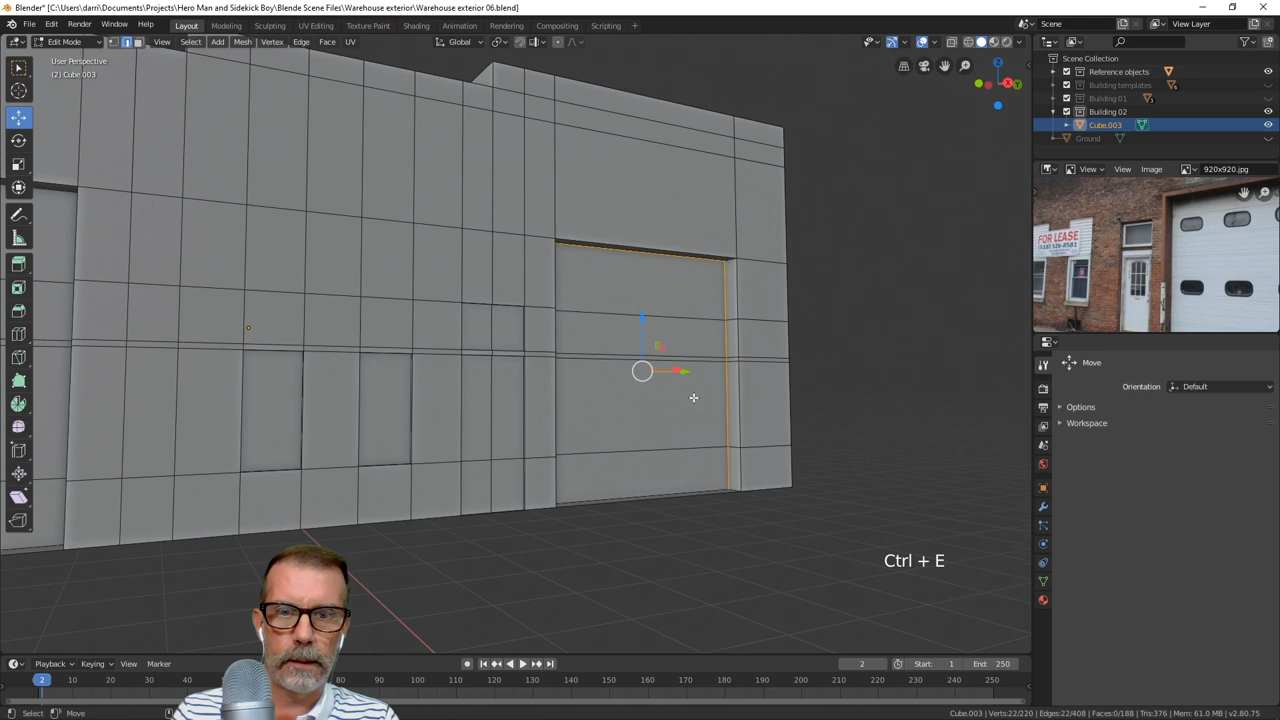 Blender* [C:\Users\darri\Documents\Projects\Hero Man and Sidekick Boy\Blende Scene Files\Warehouse exterior\Warehouse exterior 06.blend]
File Edit Render Window Help Layout Modeling Sculpting UV Editing Texture Paint Shading Animation Rendering Compositing Scripting + Scene View Layer
Edit Mode View Select Add Mesh Vertex Edge Face UV Global
User Perspective
(2) Cube.003
Scene Collection
Reference objects
Building templates
Building 01
Building 02
Cube.003
Ground
View View Image 920x920.jpg
FOR LEASE
(518) 526-8581
Move
Orientation Default
Options
Workspace
Ctrl + E
Playback Keying View Marker 2 Start: 1 End: 250
2 10 20 30 40 50 60 70 80 90 100 110 120 130 140 150 160 170 180 190 200 210 220 230 240 250
Select Move Cube.003 | Verts:22/220 | Edges:22/408 | Faces:0/188 | Tris:376 | Mem: 61.0 MB | v2.80.75